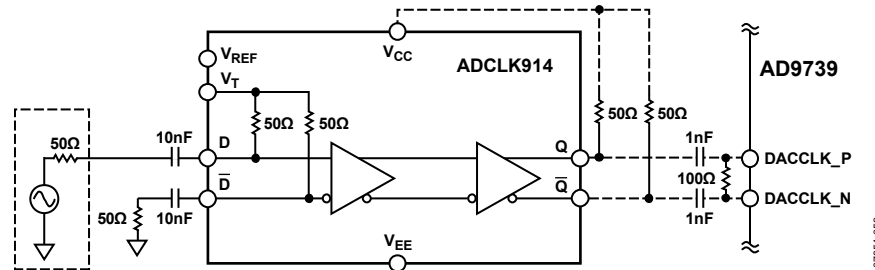 VREF
VT
VCC
ADCLK914
AD9739
50Ω
50Ω
50Ω
50Ω
50Ω
10nF
D
Q
1nF
DACCLK_P
D
100Ω
Q
DACCLK_N
50Ω
10nF
1nF
VEE